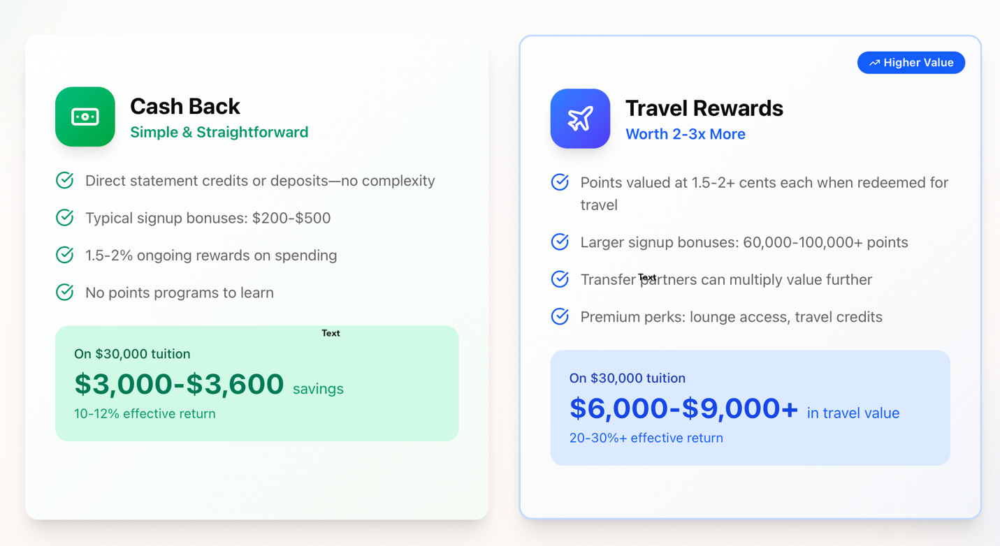 Cash Back
Simple & Straightforward
Direct statement credits or deposits—no complexity
Typical signup bonuses: $200-$500
1.5-2% ongoing rewards on spending
No points programs to learn
Text
On $30,000 tuition
$3,000-$3,600 savings
10-12% effective return
Higher Value
Travel Rewards
Worth 2-3x More
Points valued at 1.5-2+ cents each when redeemed for
travel
Larger signup bonuses: 60,000-100,000+ points
Text
Transfer partners can multiply value further
Premium perks: lounge access, travel credits
On $30,000 tuition
$6,000-$9,000+ in travel value
20-30%+ effective return